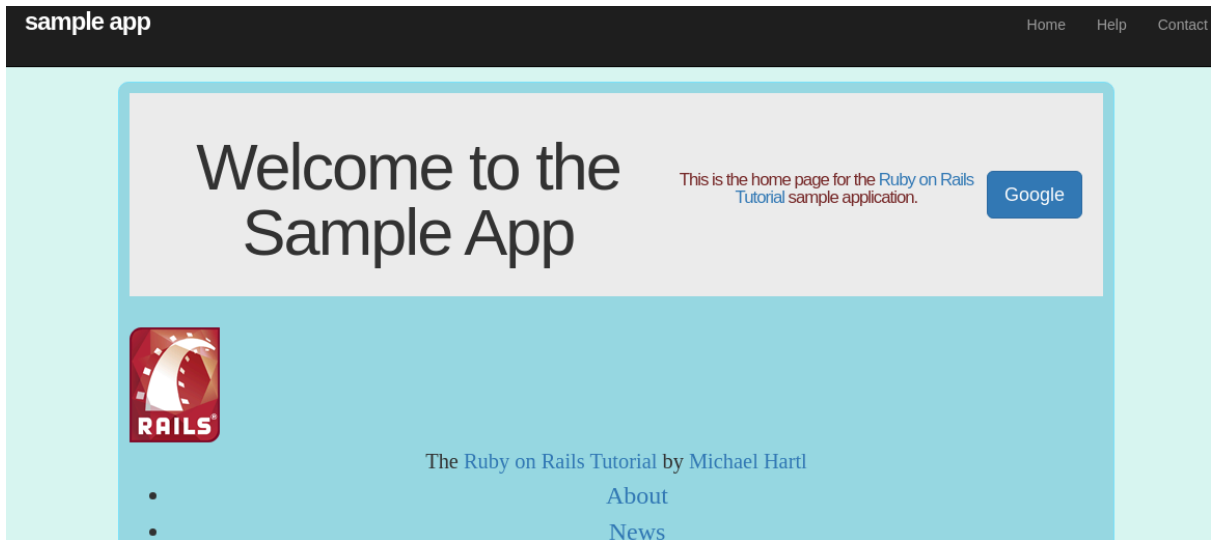 sample app
Home Help Contact
Welcome to the
Sample App
This is the home page for the Ruby on Rails
Tutorial sample application.
Google
RAILS®
The Ruby on Rails Tutorial by Michael Hartl
About
News